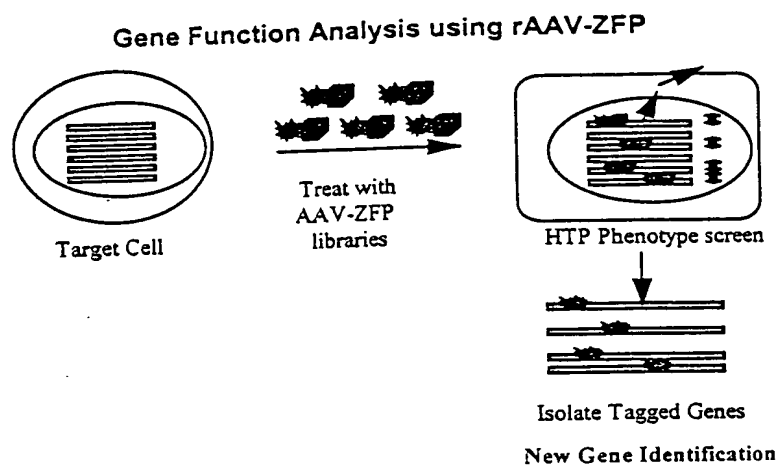 Gene Function Analysis using rAAV-ZFP
Target Cell
Treat with
AAV-ZFP
libraries
HTP Phenotype screen
Isolate Tagged Genes
New Gene Identification